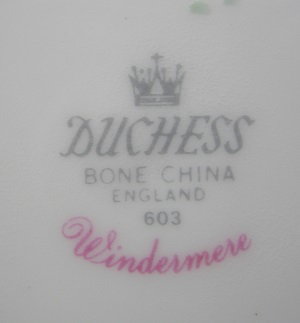 DUCHESS
BONE CHINA
ENGLAND
603
Windermere